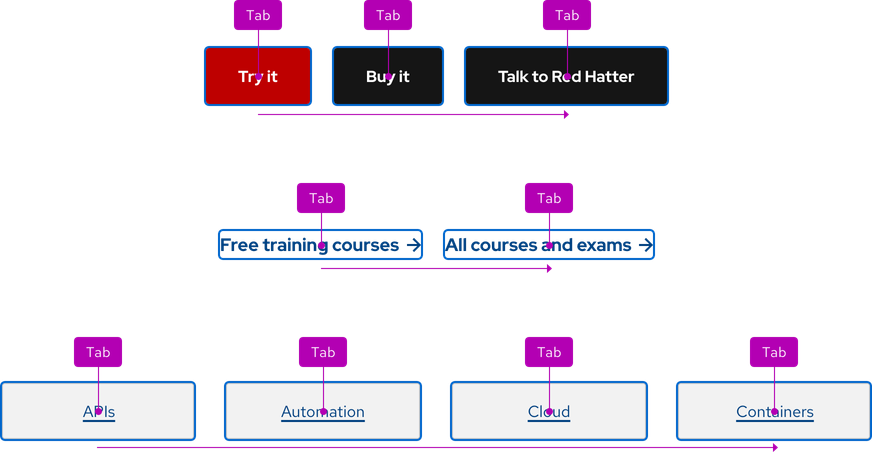 Tab Tab Tab
Try it Buy it Talk to Red Hatter
Tab Tab
Free training courses → All courses and exams →
Tab Tab Tab Tab
APIs Automation Cloud Containers